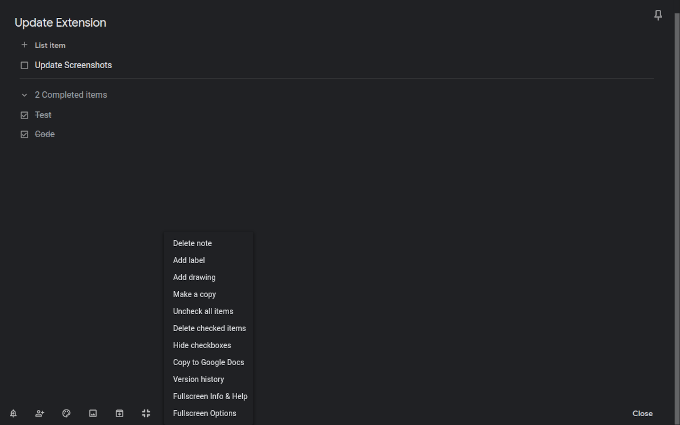 Update Extension
List item
Update Screenshots
2 Completed items
Test
Code
Delete note
Add label
Add drawing
Make a copy
Uncheck all items
Delete checked items
Hide checkboxes
Copy to Google Docs
Version history
Fullscreen Info & Help
Fullscreen Options
Close